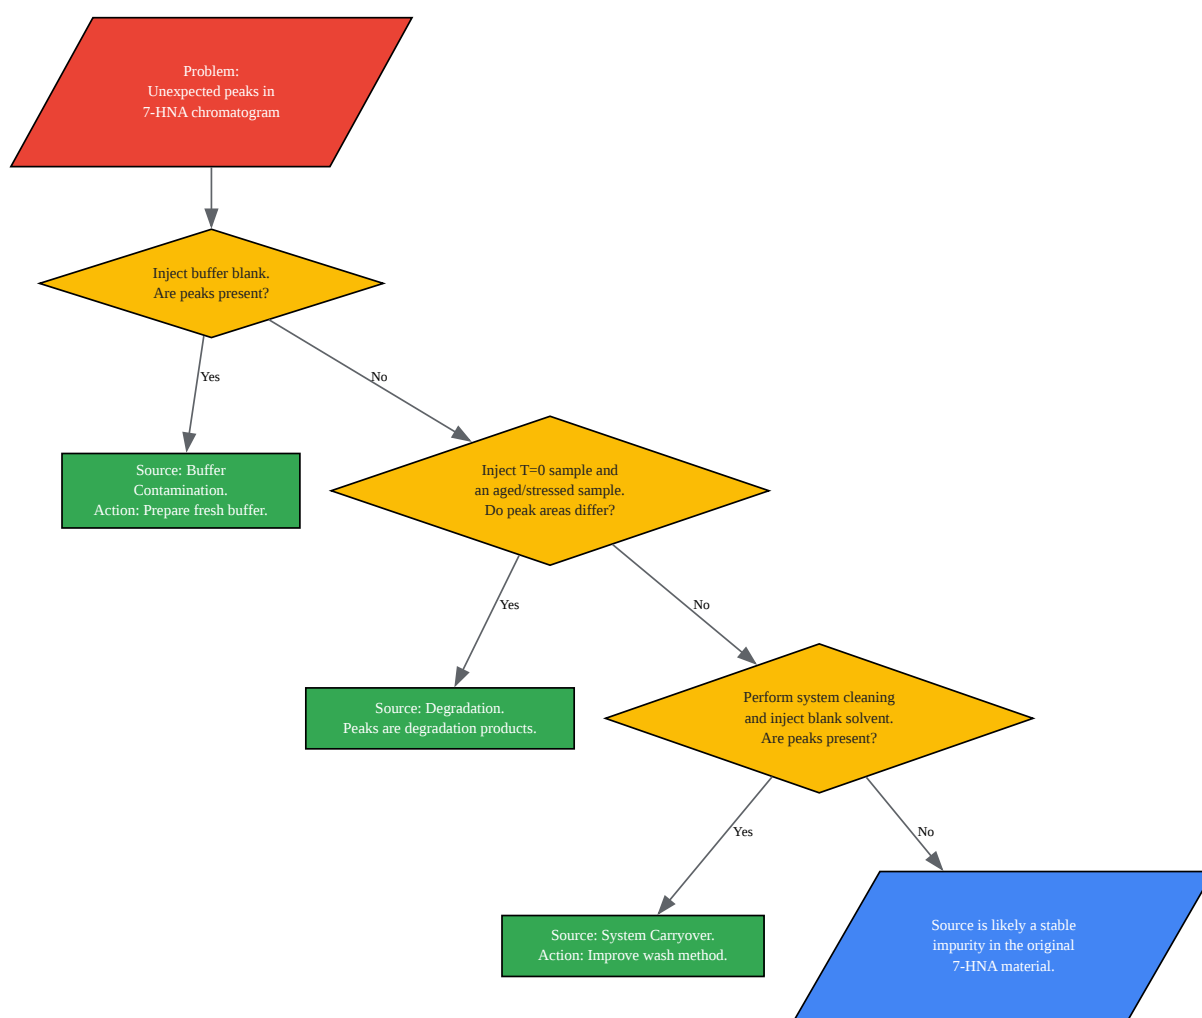 Problem:
Unexpected peaks in
7-HNA chromatogram
Inject buffer blank.
Are peaks present?
Yes
No
Source: Buffer
Contamination.
Action: Prepare fresh buffer.
Inject T=0 sample and
an aged/stressed sample.
Do peak areas differ?
Yes
No
Source: Degradation.
Peaks are degradation products.
Perform system cleaning
and inject blank solvent.
Are peaks present?
Yes
No
Source: System Carryover.
Action: Improve wash method.
Source is likely a stable
impurity in the original
7-HNA material.